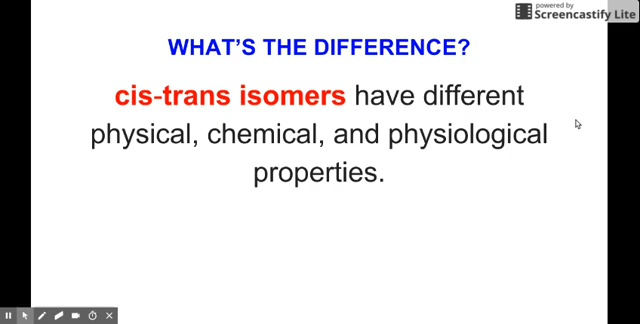 powered by
Screencastify Lite
WHAT'S THE DIFFERENCE?
cis-trans isomers have different
physical, chemical, and physiological
properties.